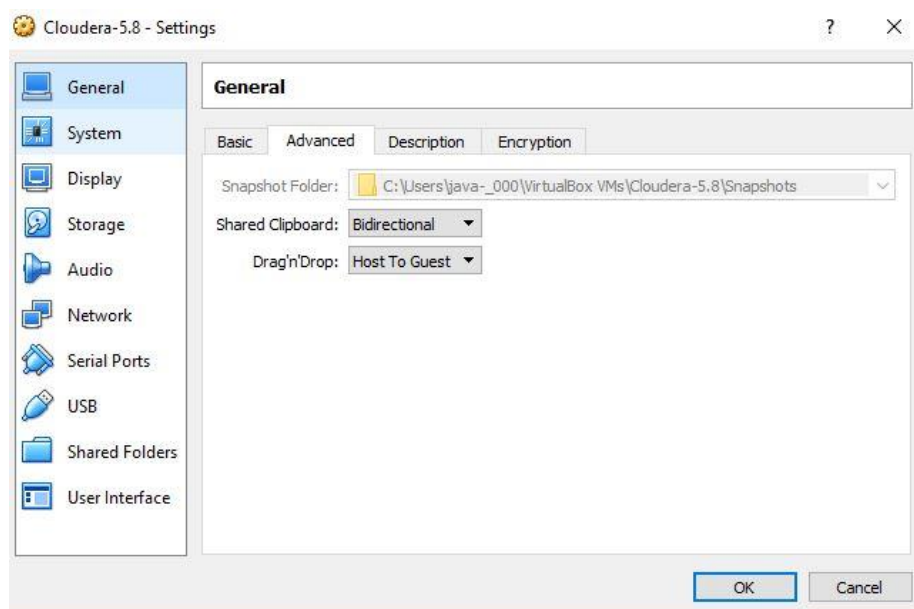 Cloudera-5.8 - Settings
?
General
System
Display
Storage
Audio
Network
Serial Ports
USB
Shared Folders
User Interface
General
Basic Advanced Description Encryption
Snapshot Folder: C:\Users\java-_000\VirtualBox VMs\Cloudera-5.8\Snapshots
Shared Clipboard: Bidirectional
Drag'n'Drop: Host To Guest
OK Cancel